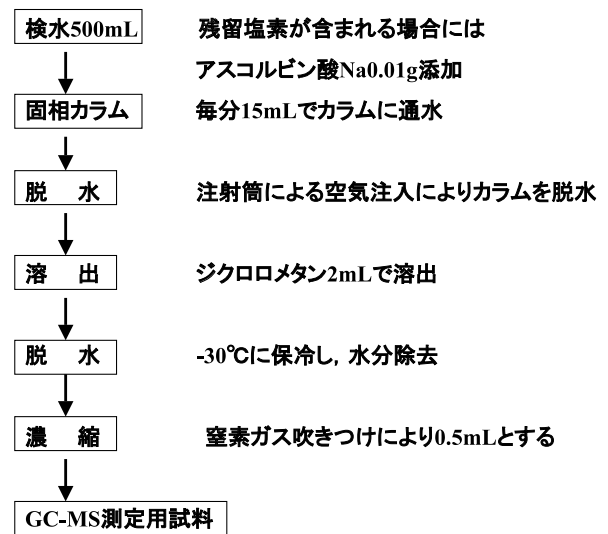 検水500mL 残留塩素が含まれる場合には
アスコルビン酸Na0.01g添加
固相カラム 毎分15mLでカラムに通水
脱 水 注射筒による空気注入によりカラムを脱水
溶 出 ジクロロメタン2mLで溶出
脱 水 -30℃に保冷し，水分除去
濃 縮 窒素ガス吹きつけにより0.5mLとする
GC-MS測定用試料